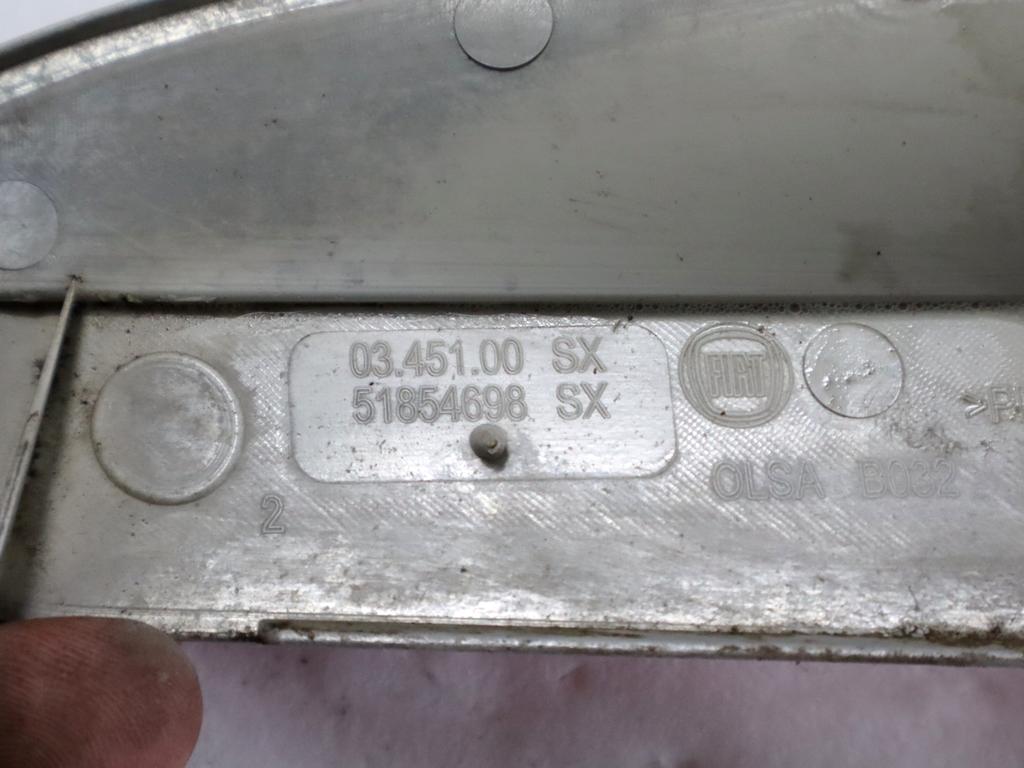 03.451.00 SX
51854698 SX
FIAT
OLSA B032
2